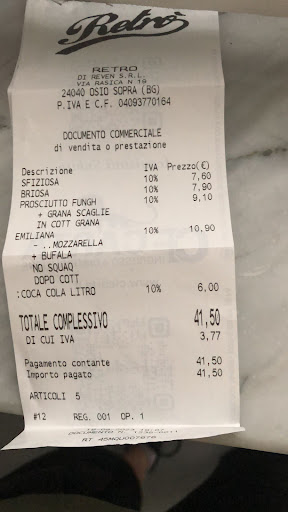 Retrò
RETRO
DI REVEN S.R.L.
VIA RASICA N 19
24040 OSIO SOPRA (BG)
P.IVA E C.F. 04093770164
DOCUMENTO COMMERCIALE
di vendita o prestazione
Descrizione IVA Prezzo(€)
SFIZIOSA 10% 7,60
BRIOSA 10% 7,90
PROSCIUTTO FUNGH 10% 9,10
+ GRANA SCAGLIE
IN COTT GRANA
EMILIANA 10% 10,90
- ..MOZZARELLA
+ BUFALA
NO SQUAQ
DOPO COTT
:COCA COLA LITRO 10% 6,00
TOTALE COMPLESSIVO 41,50
DI CUI IVA 3,77
Pagamento contante 41,50
Importo pagato 41,50
ARTICOLI 5
#12 REG. 001 OP. 1
DOCUMENTO N.